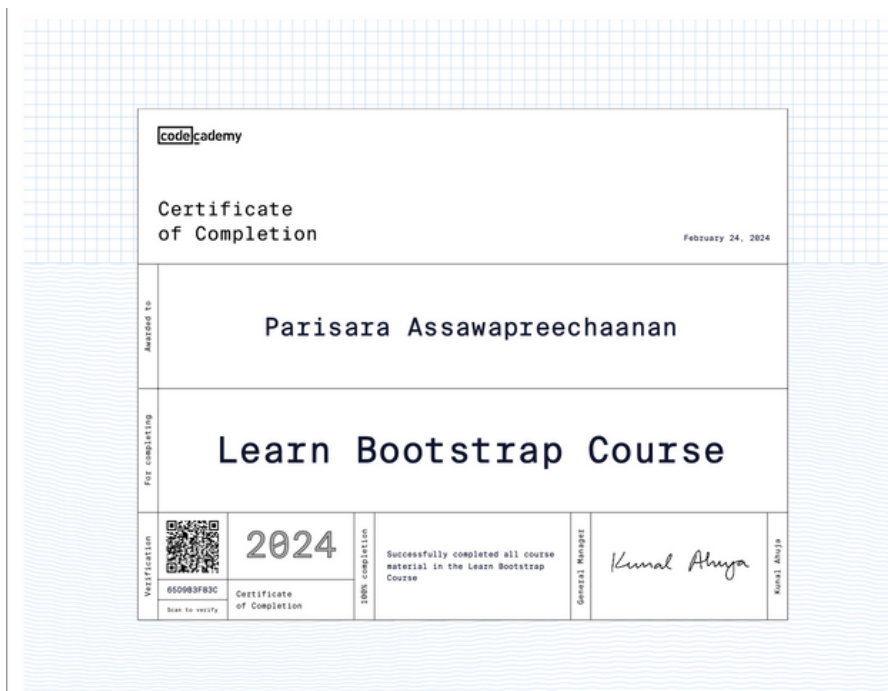 codecademy
Certificate
of Completion
February 24, 2024
Awarded to
Parisara Assawapreechaanan
For completing
Learn Bootstrap Course
Verification
65D9B3F83C
Scan to verify
2024
Certificate
of Completion
100% completion
Successfully completed all course
material in the Learn Bootstrap
Course
General Manager
Kunal Ahuja
Kunal Ahuja